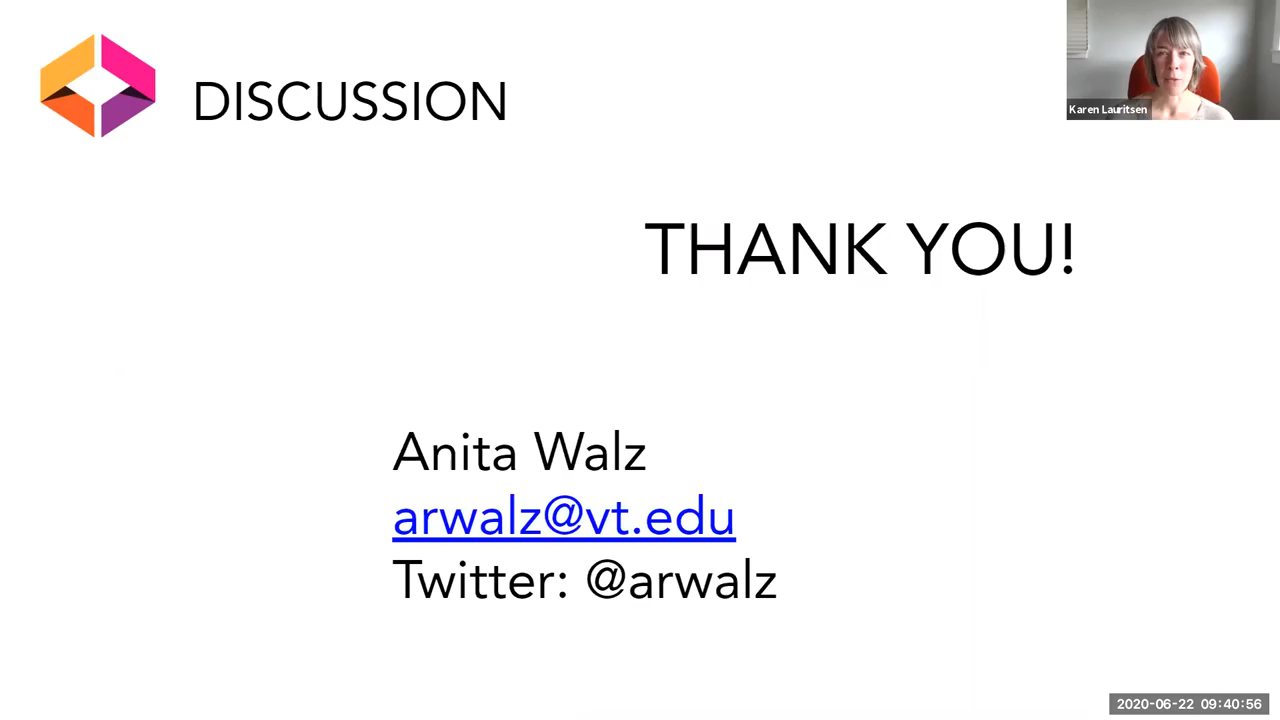 DISCUSSION
Karen Lauritsen
THANK YOU!
Anita Walz
arwalz@vt.edu
Twitter: @arwalz
2020-06-22 09:40:56